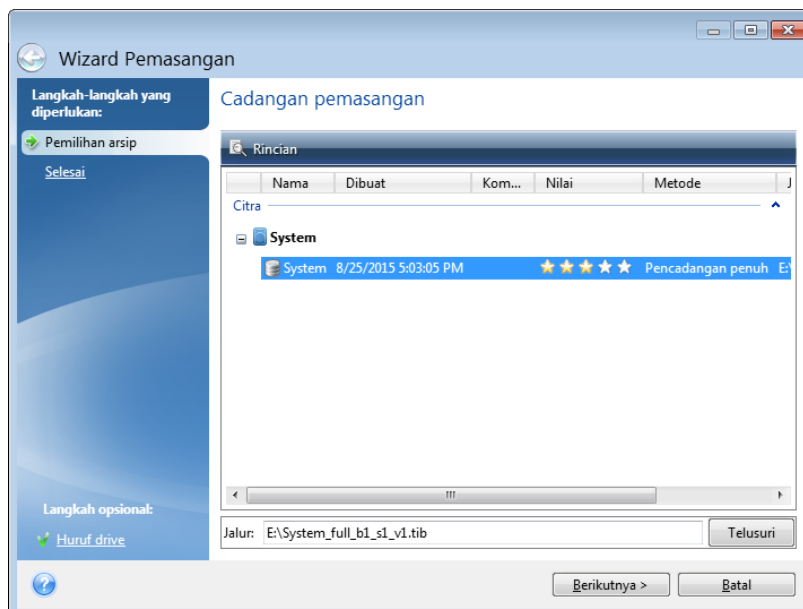 Wizard Pemasangan
Langkah-langkah yang
diperlukan:
Pemilihan arsip
Selesai
Langkah opsional:
Huruf drive
Cadangan pemasangan
Rincian
Nama Dibuat Kom... Nilai Metode J
Citra
System
System 8/25/2015 5:03:05 PM Pencadangan penuh E:\
Jalur: E:\System_full_b1_s1_v1.tib Telusuri
Berikutnya > Batal